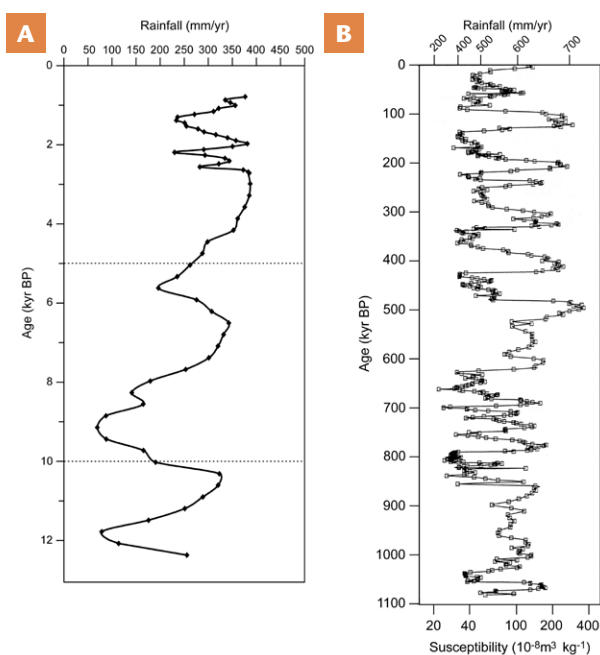 A
Rainfall (mm/yr)
0 50 100 150 200 250 300 350 400 450 500
Age (kyr BP)
0
2
4
6
8
10
12
B
Rainfall (mm/yr)
200 400 500 600 700
Age (kyr BP)
0
100
200
300
400
500
600
700
800
900
1000
1100
20 40 100 200 400
Susceptibility (10⁻⁸m³ kg⁻¹)